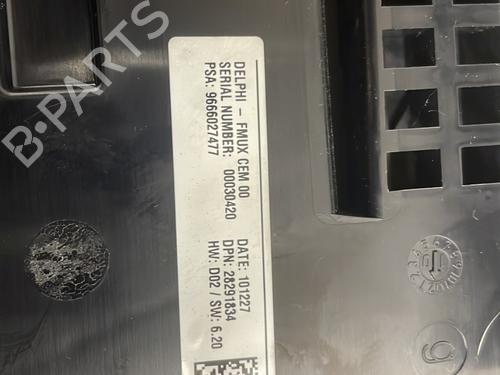 DELPHI - FMUX CEM 00
SERIAL NUMBER: 00030420
PSA: 9666027477
DATE: 101227
DPN: 28291834
HW: D02 / SW: 6.20
B-PARTS
9